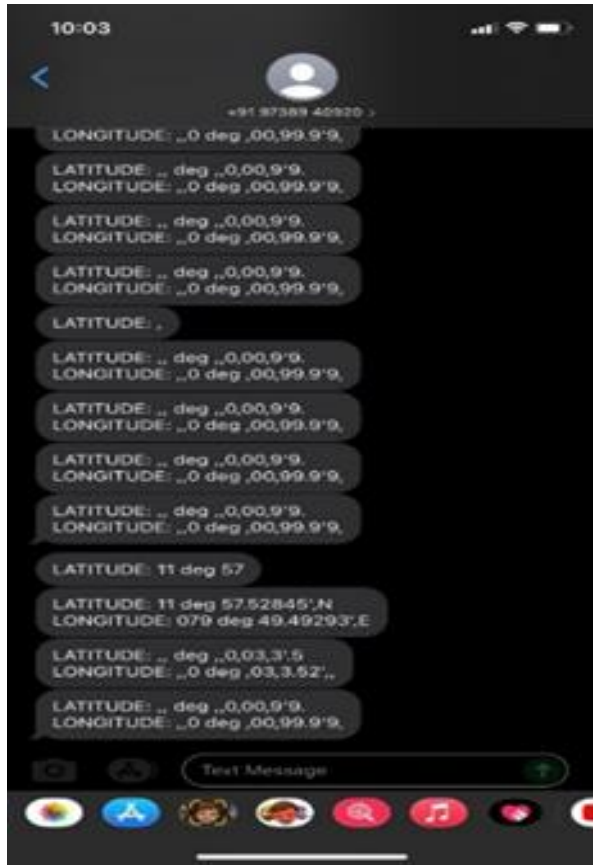 10:03
+91 97389 40920 >
LONGITUDE: ,,0 deg ,00,99.9'9,
LATITUDE: ,, deg ,,0,00,9'9.
LONGITUDE: ,,0 deg ,00,99.9'9,
LATITUDE: ,, deg ,,0,00,9'9.
LONGITUDE: ,,0 deg ,00,99.9'9,
LATITUDE: ,, deg ,,0,00,9'9.
LONGITUDE: ,,0 deg ,00,99.9'9,
LATITUDE: ,
LATITUDE: ,, deg ,,0,00,9'9.
LONGITUDE: ,,0 deg ,00,99.9'9,
LATITUDE: ,, deg ,,0,00,9'9.
LONGITUDE: ,,0 deg ,00,99.9'9,
LATITUDE: ,, deg ,,0,00,9'9.
LONGITUDE: ,,0 deg ,00,99.9'9,
LATITUDE: ,, deg ,,0,00,9'9.
LONGITUDE: ,,0 deg ,00,99.9'9,
LATITUDE: 11 deg 57
LATITUDE: 11 deg 57.52845',N
LONGITUDE: 079 deg 49.49293',E
LATITUDE: ,, deg ,,0,03,3'.5
LONGITUDE: ,,0 deg ,03,3.52',,
LATITUDE: ,, deg ,,0,00,9'9.
LONGITUDE: ,,0 deg ,00,99.9'9,
Text Message